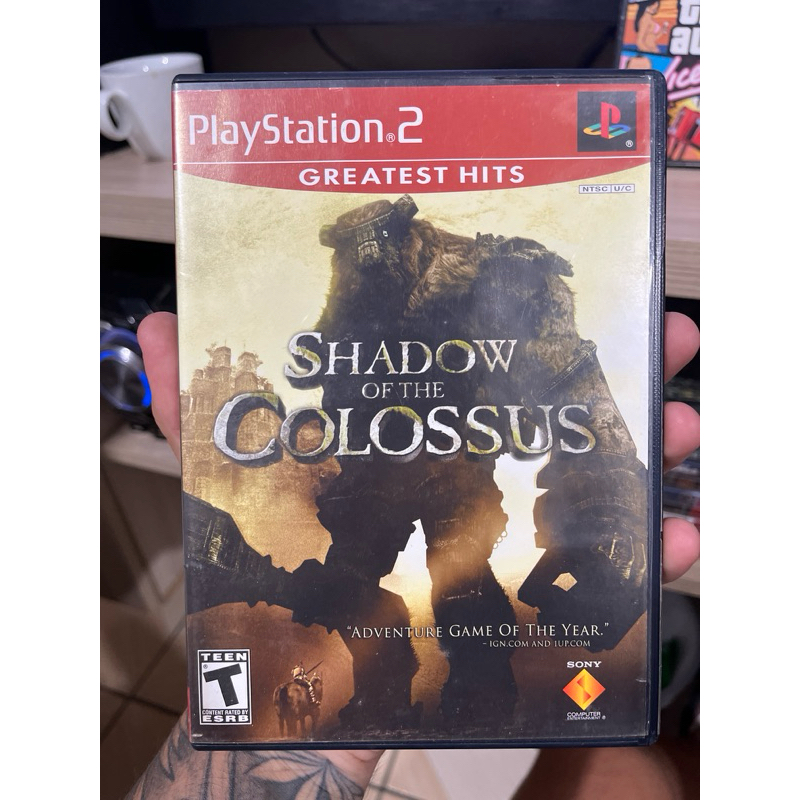 PlayStation®2
®
GREATEST HITS
NTSC U/C
SHADOW
OF THE
COLOSSUS
"ADVENTURE GAME OF THE YEAR."
- IGN.COM AND 1UP.COM
TEEN
T
CONTENT RATED BY
ESRB
SONY
COMPUTER
ENTERTAINMENT®